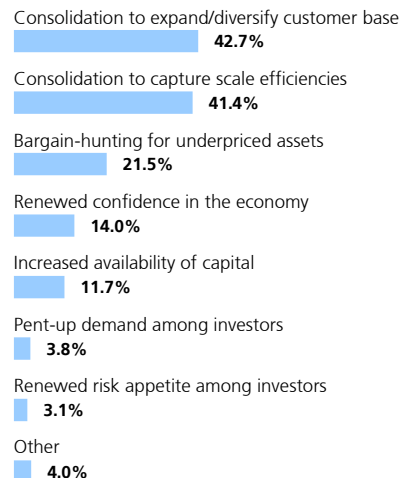 Consolidation to expand/diversify customer base
42.7%
Consolidation to capture scale efficiencies
41.4%
Bargain-hunting for underpriced assets
21.5%
Renewed confidence in the economy
14.0%
Increased availability of capital
11.7%
Pent-up demand among investors
3.8%
Renewed risk appetite among investors
3.1%
Other
4.0%